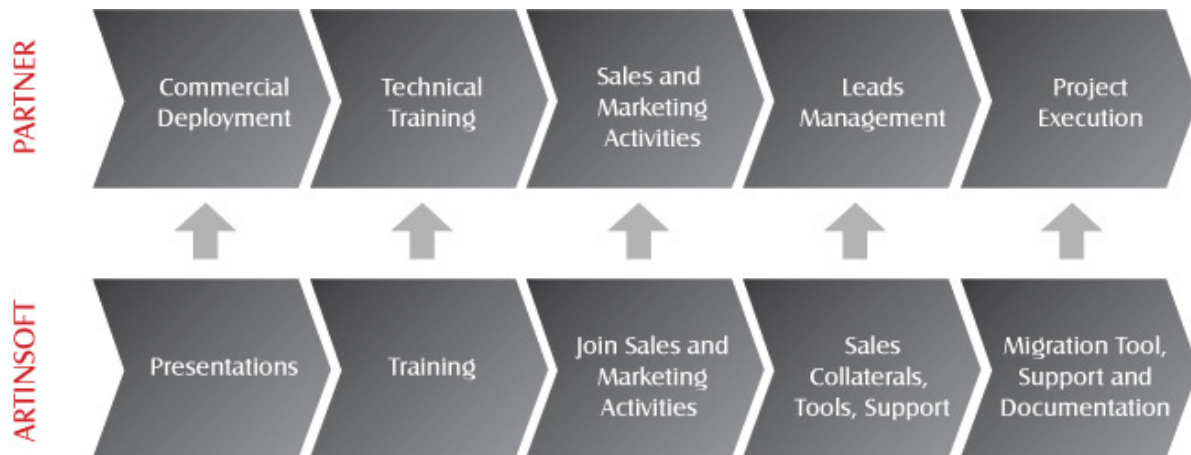 PARTNER
Commercial
Deployment
Technical
Training
Sales and
Marketing
Activities
Leads
Management
Project
Execution
ARTINSOFT
Presentations
Training
Join Sales and
Marketing
Activities
Sales
Collaterals,
Tools, Support
Migration Tool,
Support and
Documentation